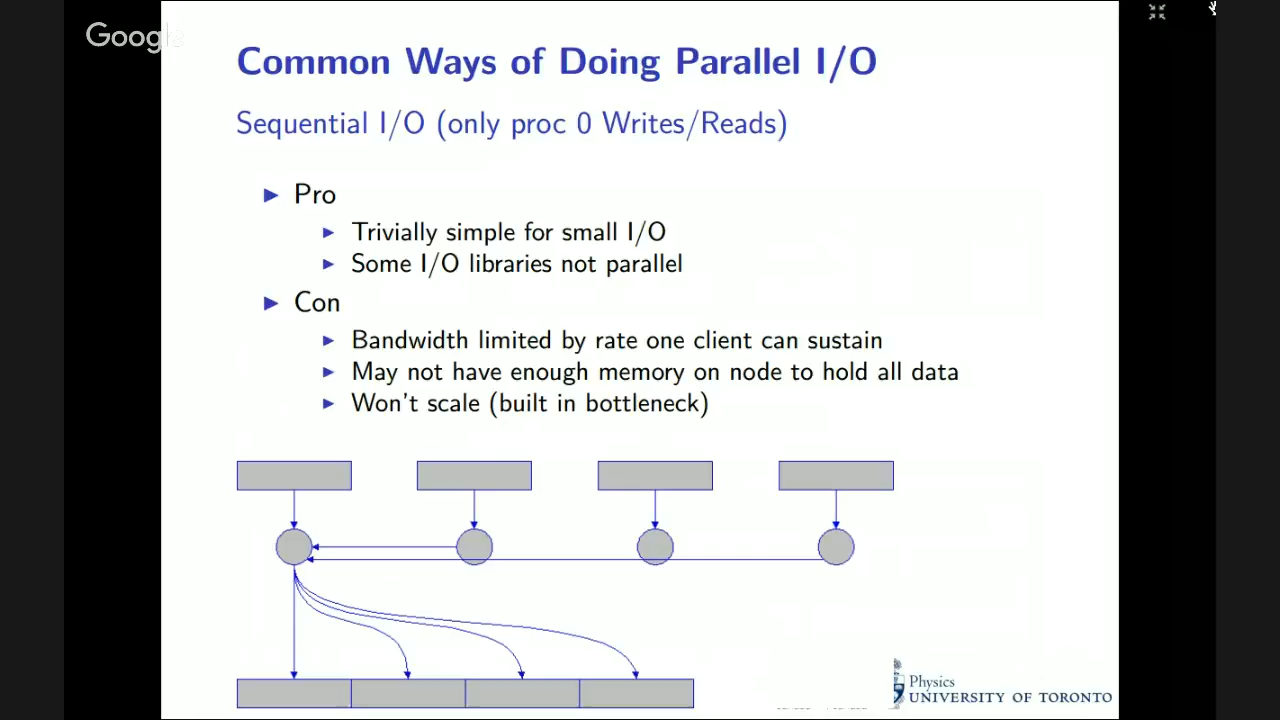 Google
Common Ways of Doing Parallel I/O
Sequential I/O (only proc 0 Writes/Reads)
▶ Pro
▶ Trivially simple for small I/O
▶ Some I/O libraries not parallel
▶ Con
▶ Bandwidth limited by rate one client can sustain
▶ May not have enough memory on node to hold all data
▶ Won't scale (built in bottleneck)
Physics
UNIVERSITY OF TORONTO